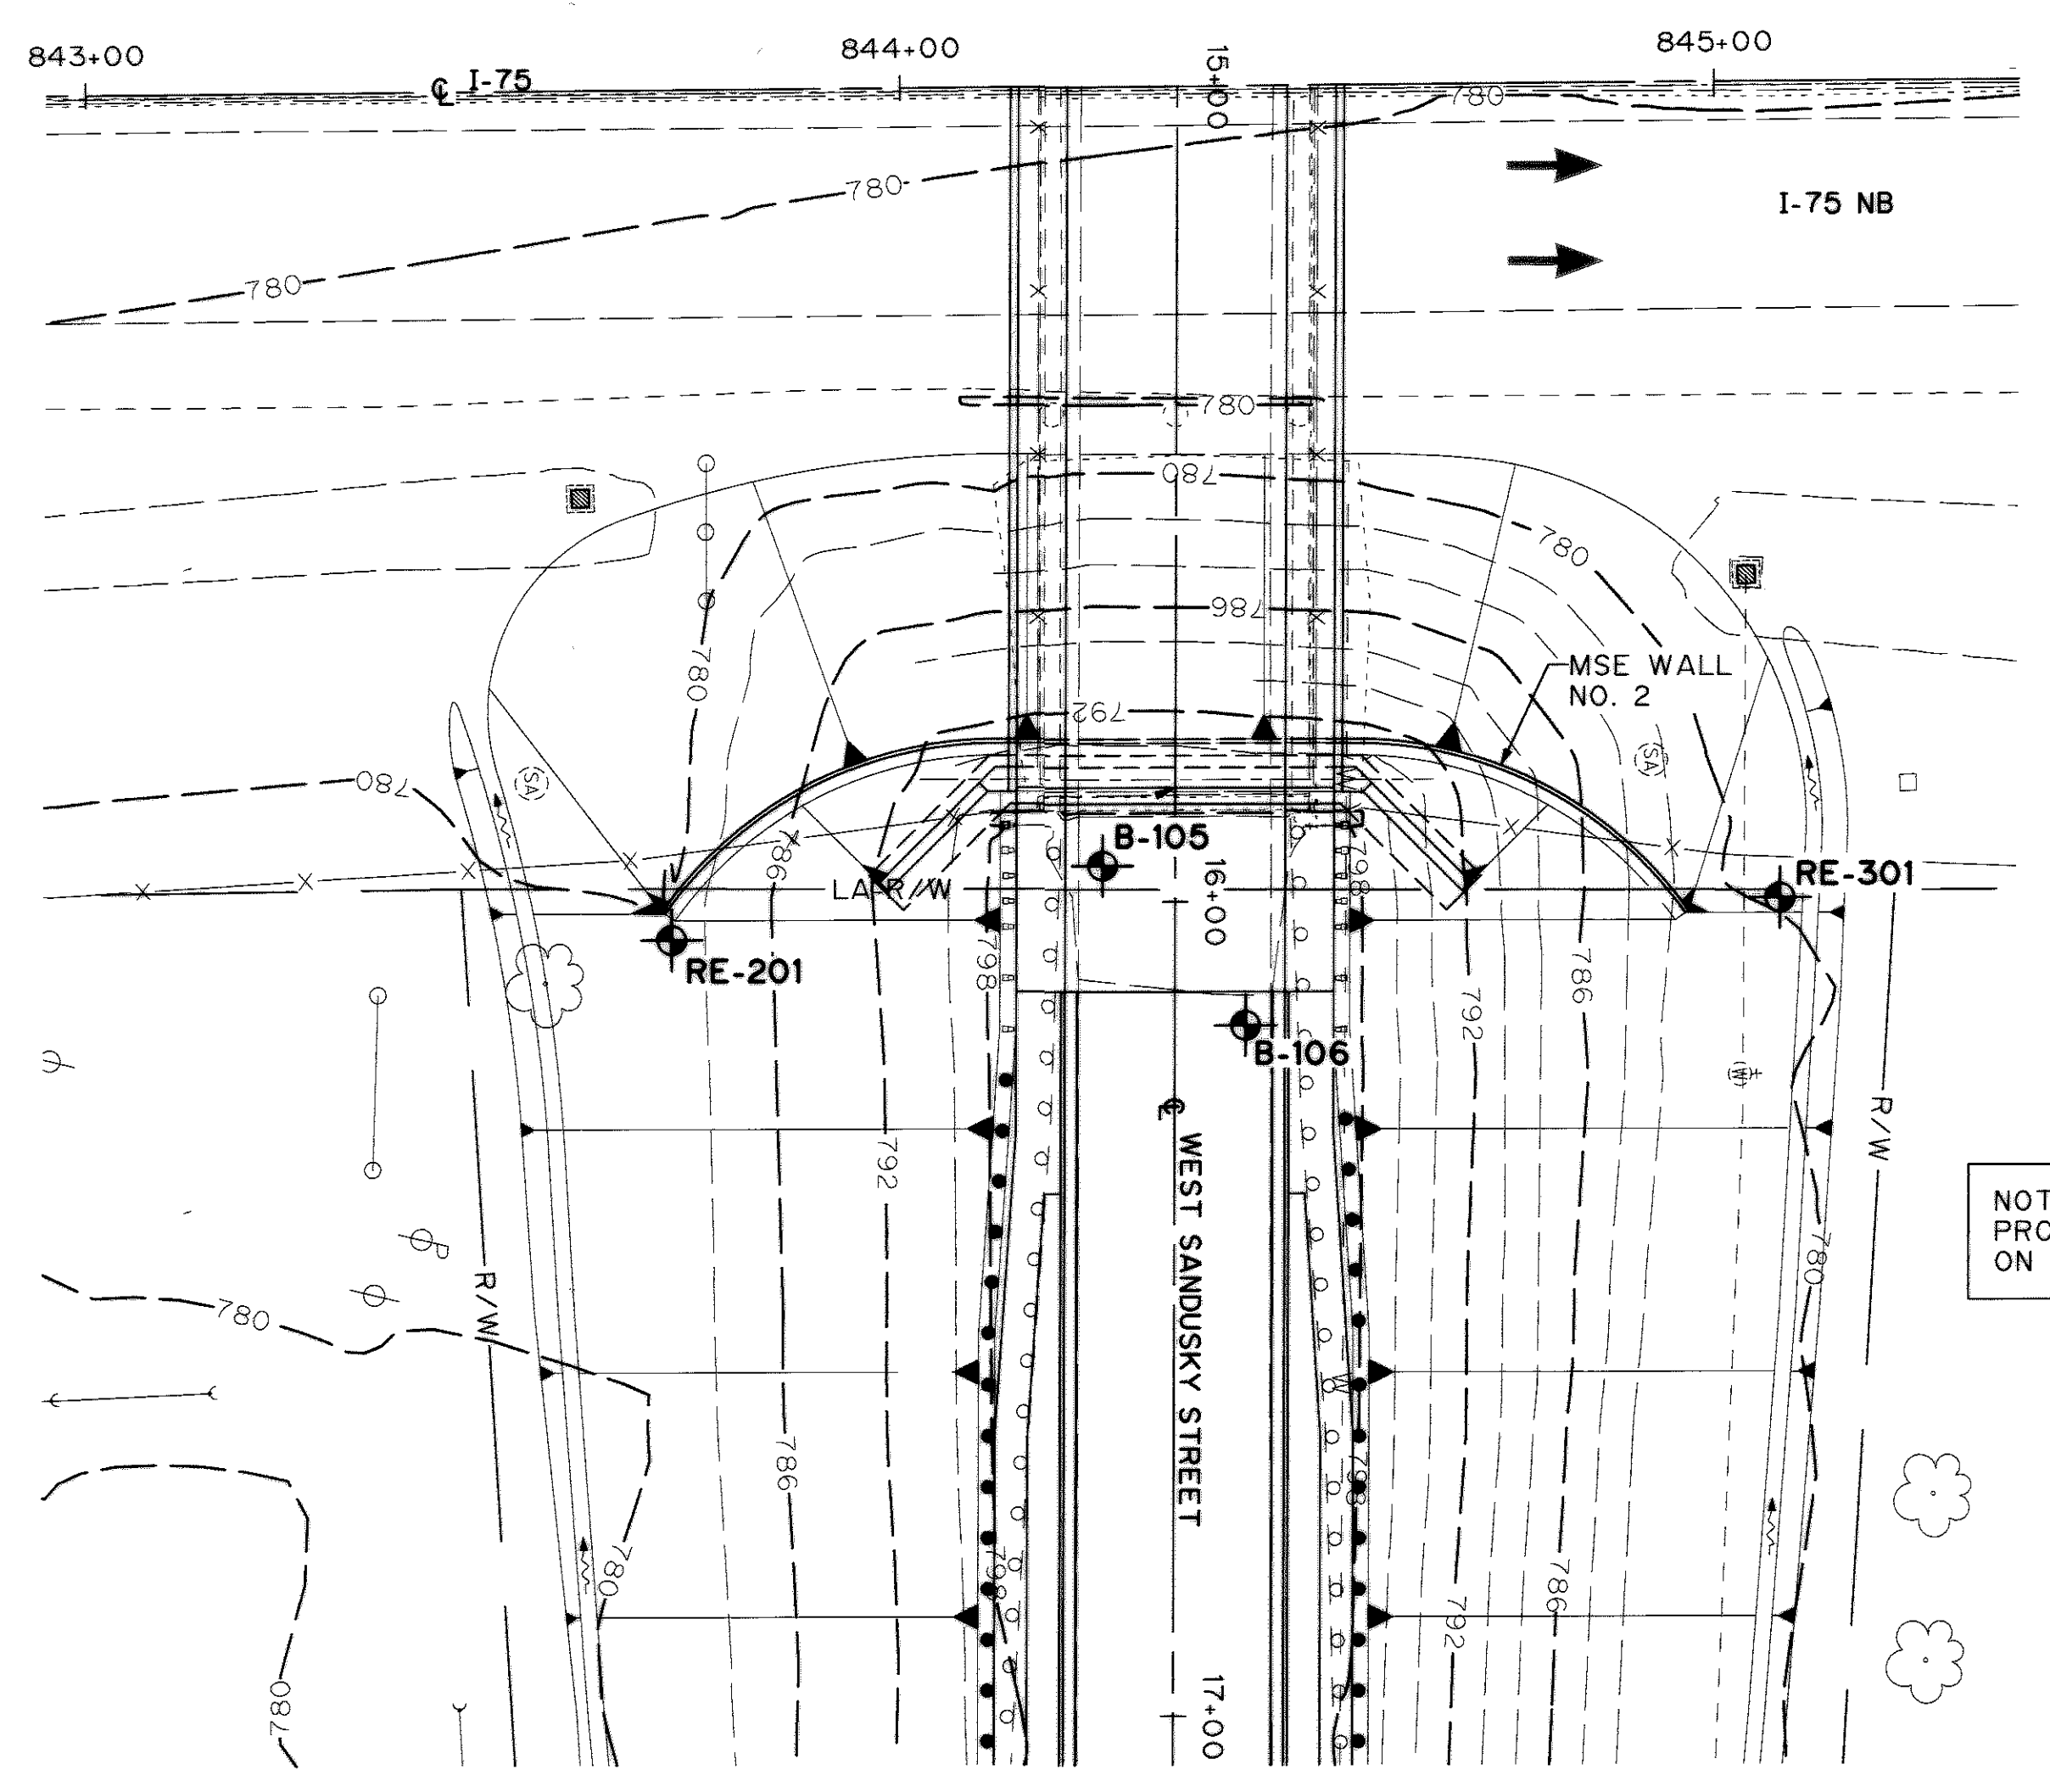 843+00
844+00
845+00
℄ I-75
15+00
780
780
780
I-75 NB
780
780
780
786
780
792
MSE WALL
NO. 2
(SA)
(SA)
780
786
LA R/W
B-105
798
16+00
RE-301
RE-201
798
B-106
786
792
(W)
℄ WEST SANDUSKY STREET
792
R/W
R/W
780
780
NOT
PRO
ON
786
798
780
798
786
792
780
17+00